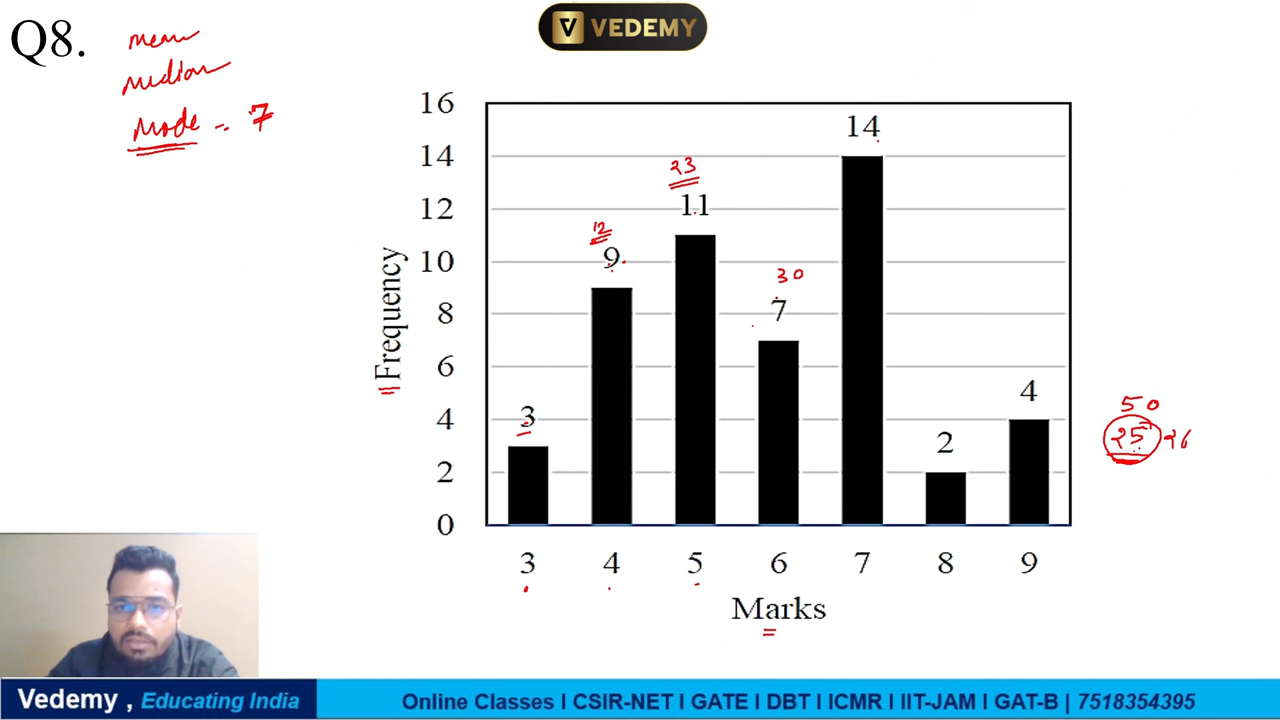 Q8.
mean
median
Mode = 7
VEDEMY
16
14
12
10
8
6
4
2
0
Frequency
3
12
9
23
11
30
7
14
2
4
50
25 26
3 4 5 6 7 8 9
Marks
Vedemy , Educating India
Online Classes I CSIR-NET I GATE I DBT I ICMR I IIT-JAM I GAT-B | 7518354395